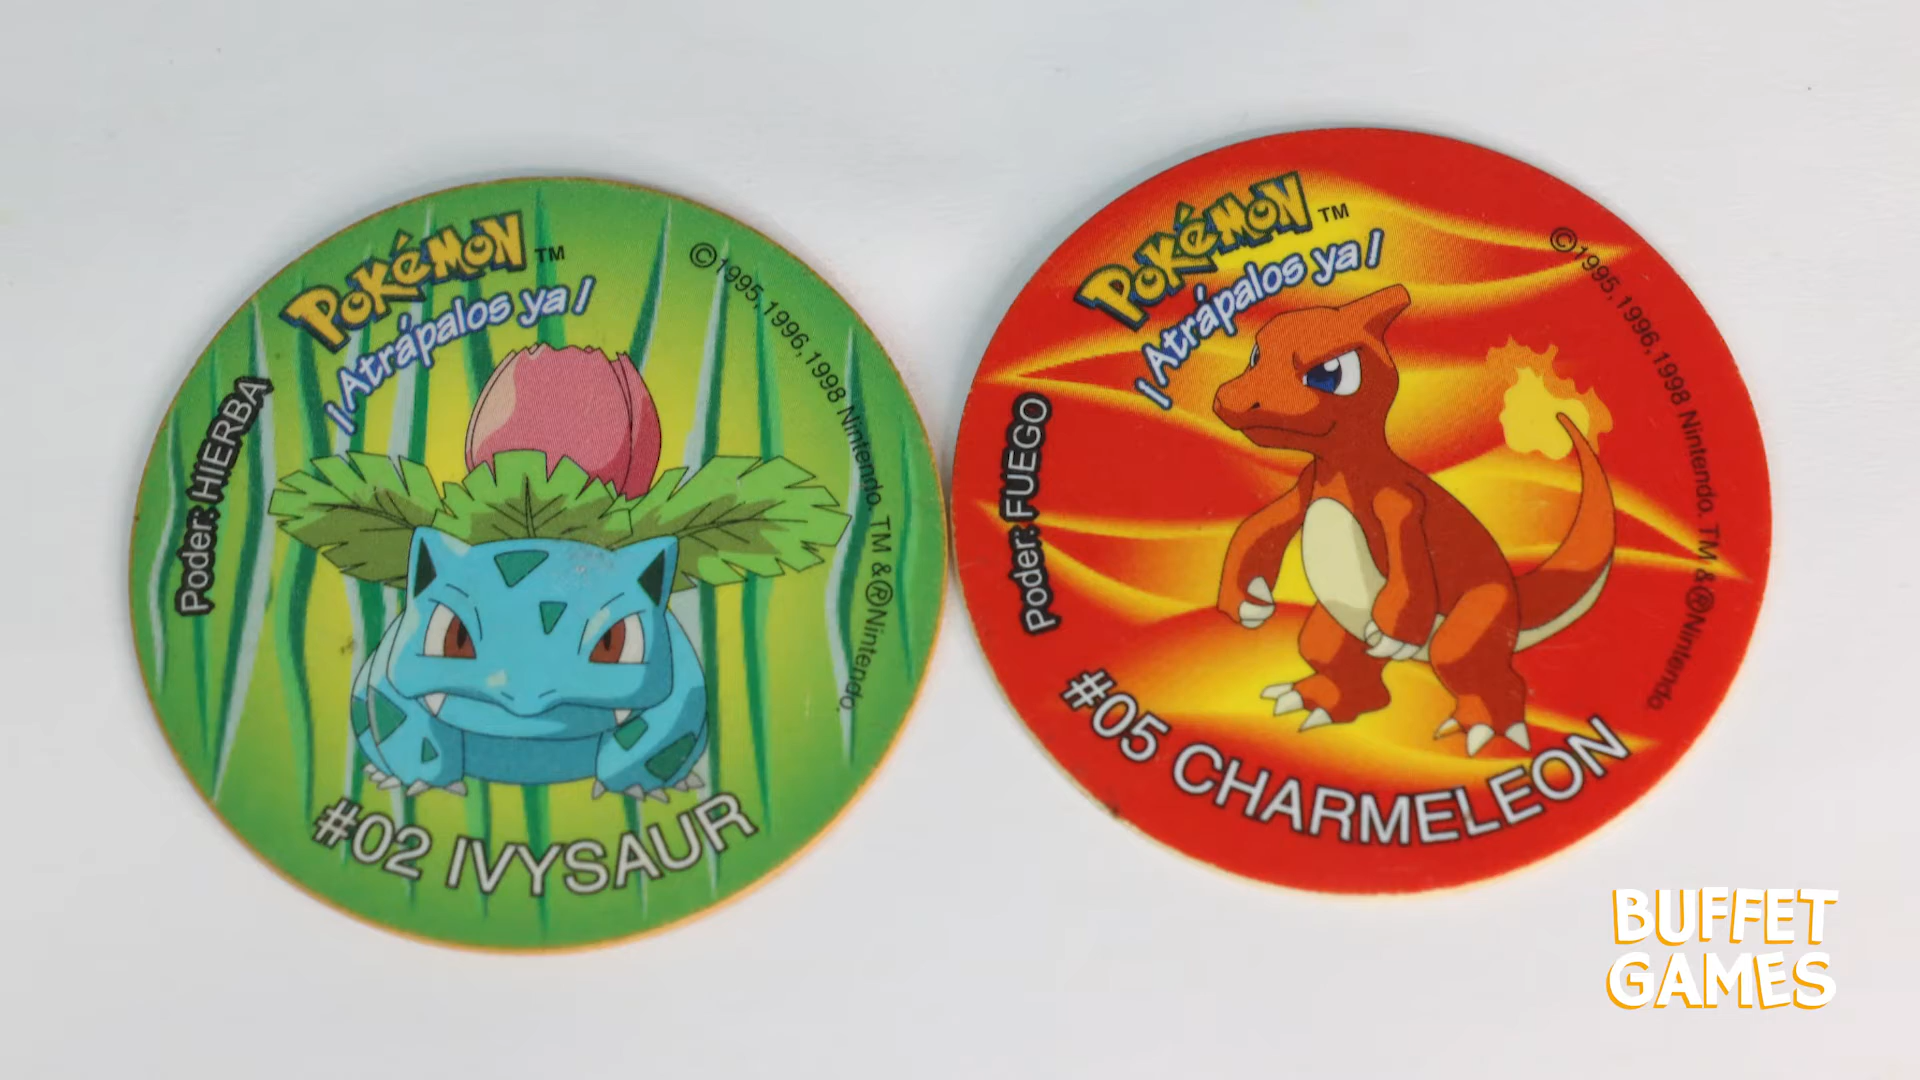 Pokémon TM
¡Atrápalos ya!
©1995, 1996, 1998 Nintendo. TM & ®Nintendo.
Poder: HIERBA
#02 IVYSAUR
Pokémon TM
¡Atrápalos ya!
©1995, 1996, 1998 Nintendo. TM & ®Nintendo.
Poder: FUEGO
#05 CHARMELEON
BUFFET
GAMES